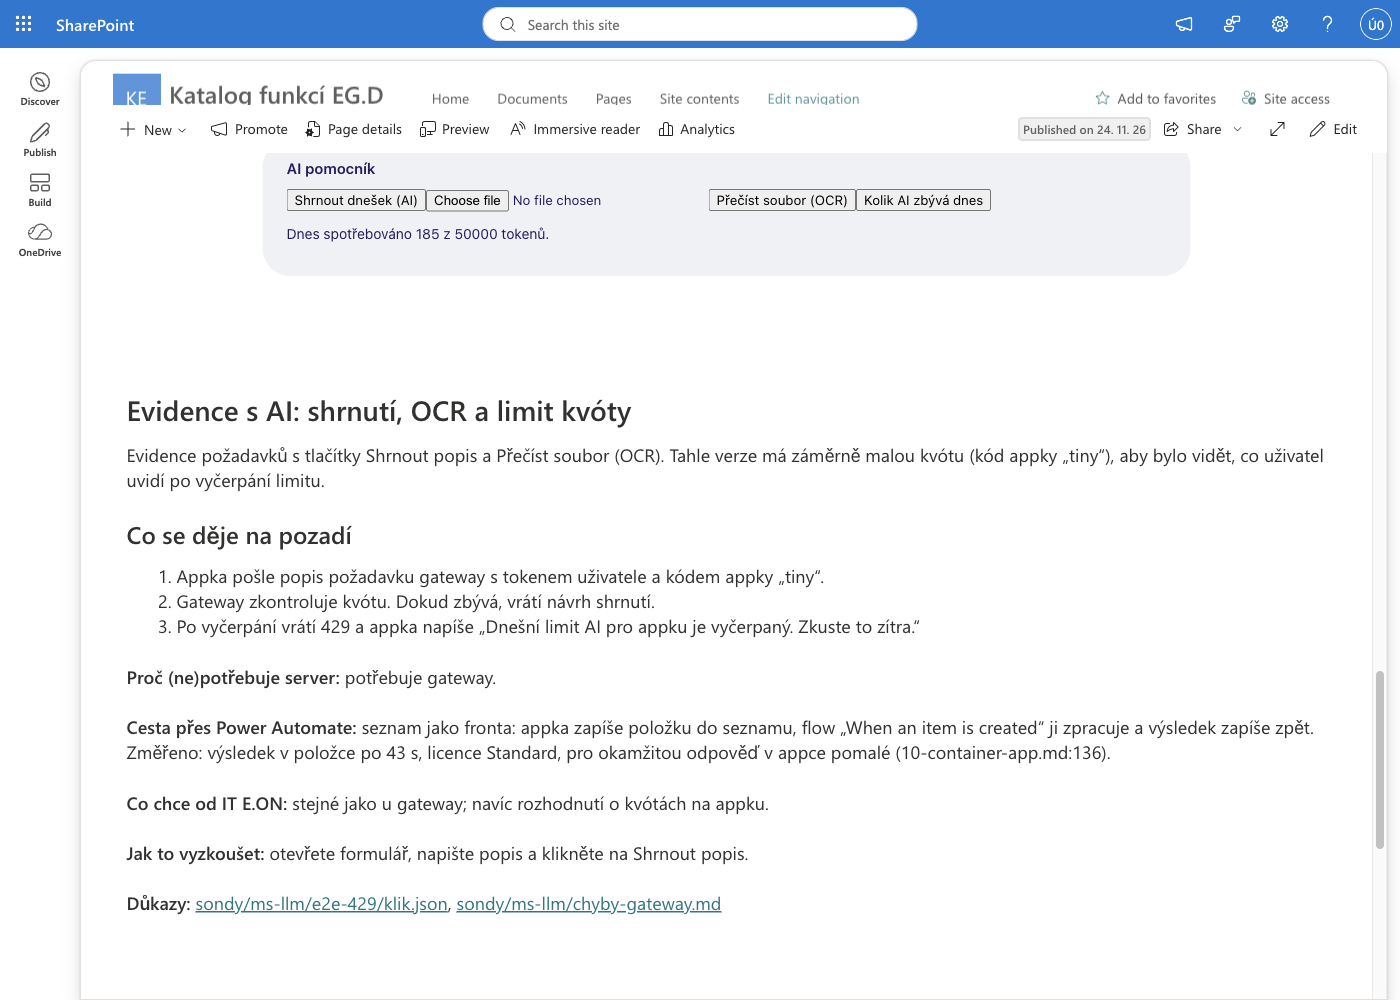 SharePoint
Search this site
Ú0
Discover
Publish
Build
OneDrive
KE
Katalog funkcí EG.D
Home
Documents
Pages
Site contents
Edit navigation
Add to favorites
Site access
New
Promote
Page details
Preview
Immersive reader
Analytics
Published on 24. 11. 26
Share
Edit
AI pomocník
Shrnout dnešek (AI)
Choose file
No file chosen
Přečíst soubor (OCR)
Kolik AI zbývá dnes
Dnes spotřebováno 185 z 50000 tokenů.
Evidence s AI: shrnutí, OCR a limit kvóty
Evidence požadavků s tlačítky Shrnout popis a Přečíst soubor (OCR). Tahle verze má záměrně malou kvótu (kód appky „tiny“), aby bylo vidět, co uživatel
uvidí po vyčerpání limitu.
Co se děje na pozadí
1. Appka pošle popis požadavku gateway s tokenem uživatele a kódem appky „tiny“.
2. Gateway zkontroluje kvótu. Dokud zbývá, vrátí návrh shrnutí.
3. Po vyčerpání vrátí 429 a appka napíše „Dnešní limit AI pro appku je vyčerpaný. Zkuste to zítra.“
Proč (ne)potřebuje server: potřebuje gateway.
Cesta přes Power Automate: seznam jako fronta: appka zapíše položku do seznamu, flow „When an item is created“ ji zpracuje a výsledek zapíše zpět.
Změřeno: výsledek v položce po 43 s, licence Standard, pro okamžitou odpověď v appce pomalé (10-container-app.md:136).
Co chce od IT E.ON: stejné jako u gateway; navíc rozhodnutí o kvótách na appku.
Jak to vyzkoušet: otevřete formulář, napište popis a klikněte na Shrnout popis.
Důkazy: sondy/ms-llm/e2e-429/klik.json, sondy/ms-llm/chyby-gateway.md